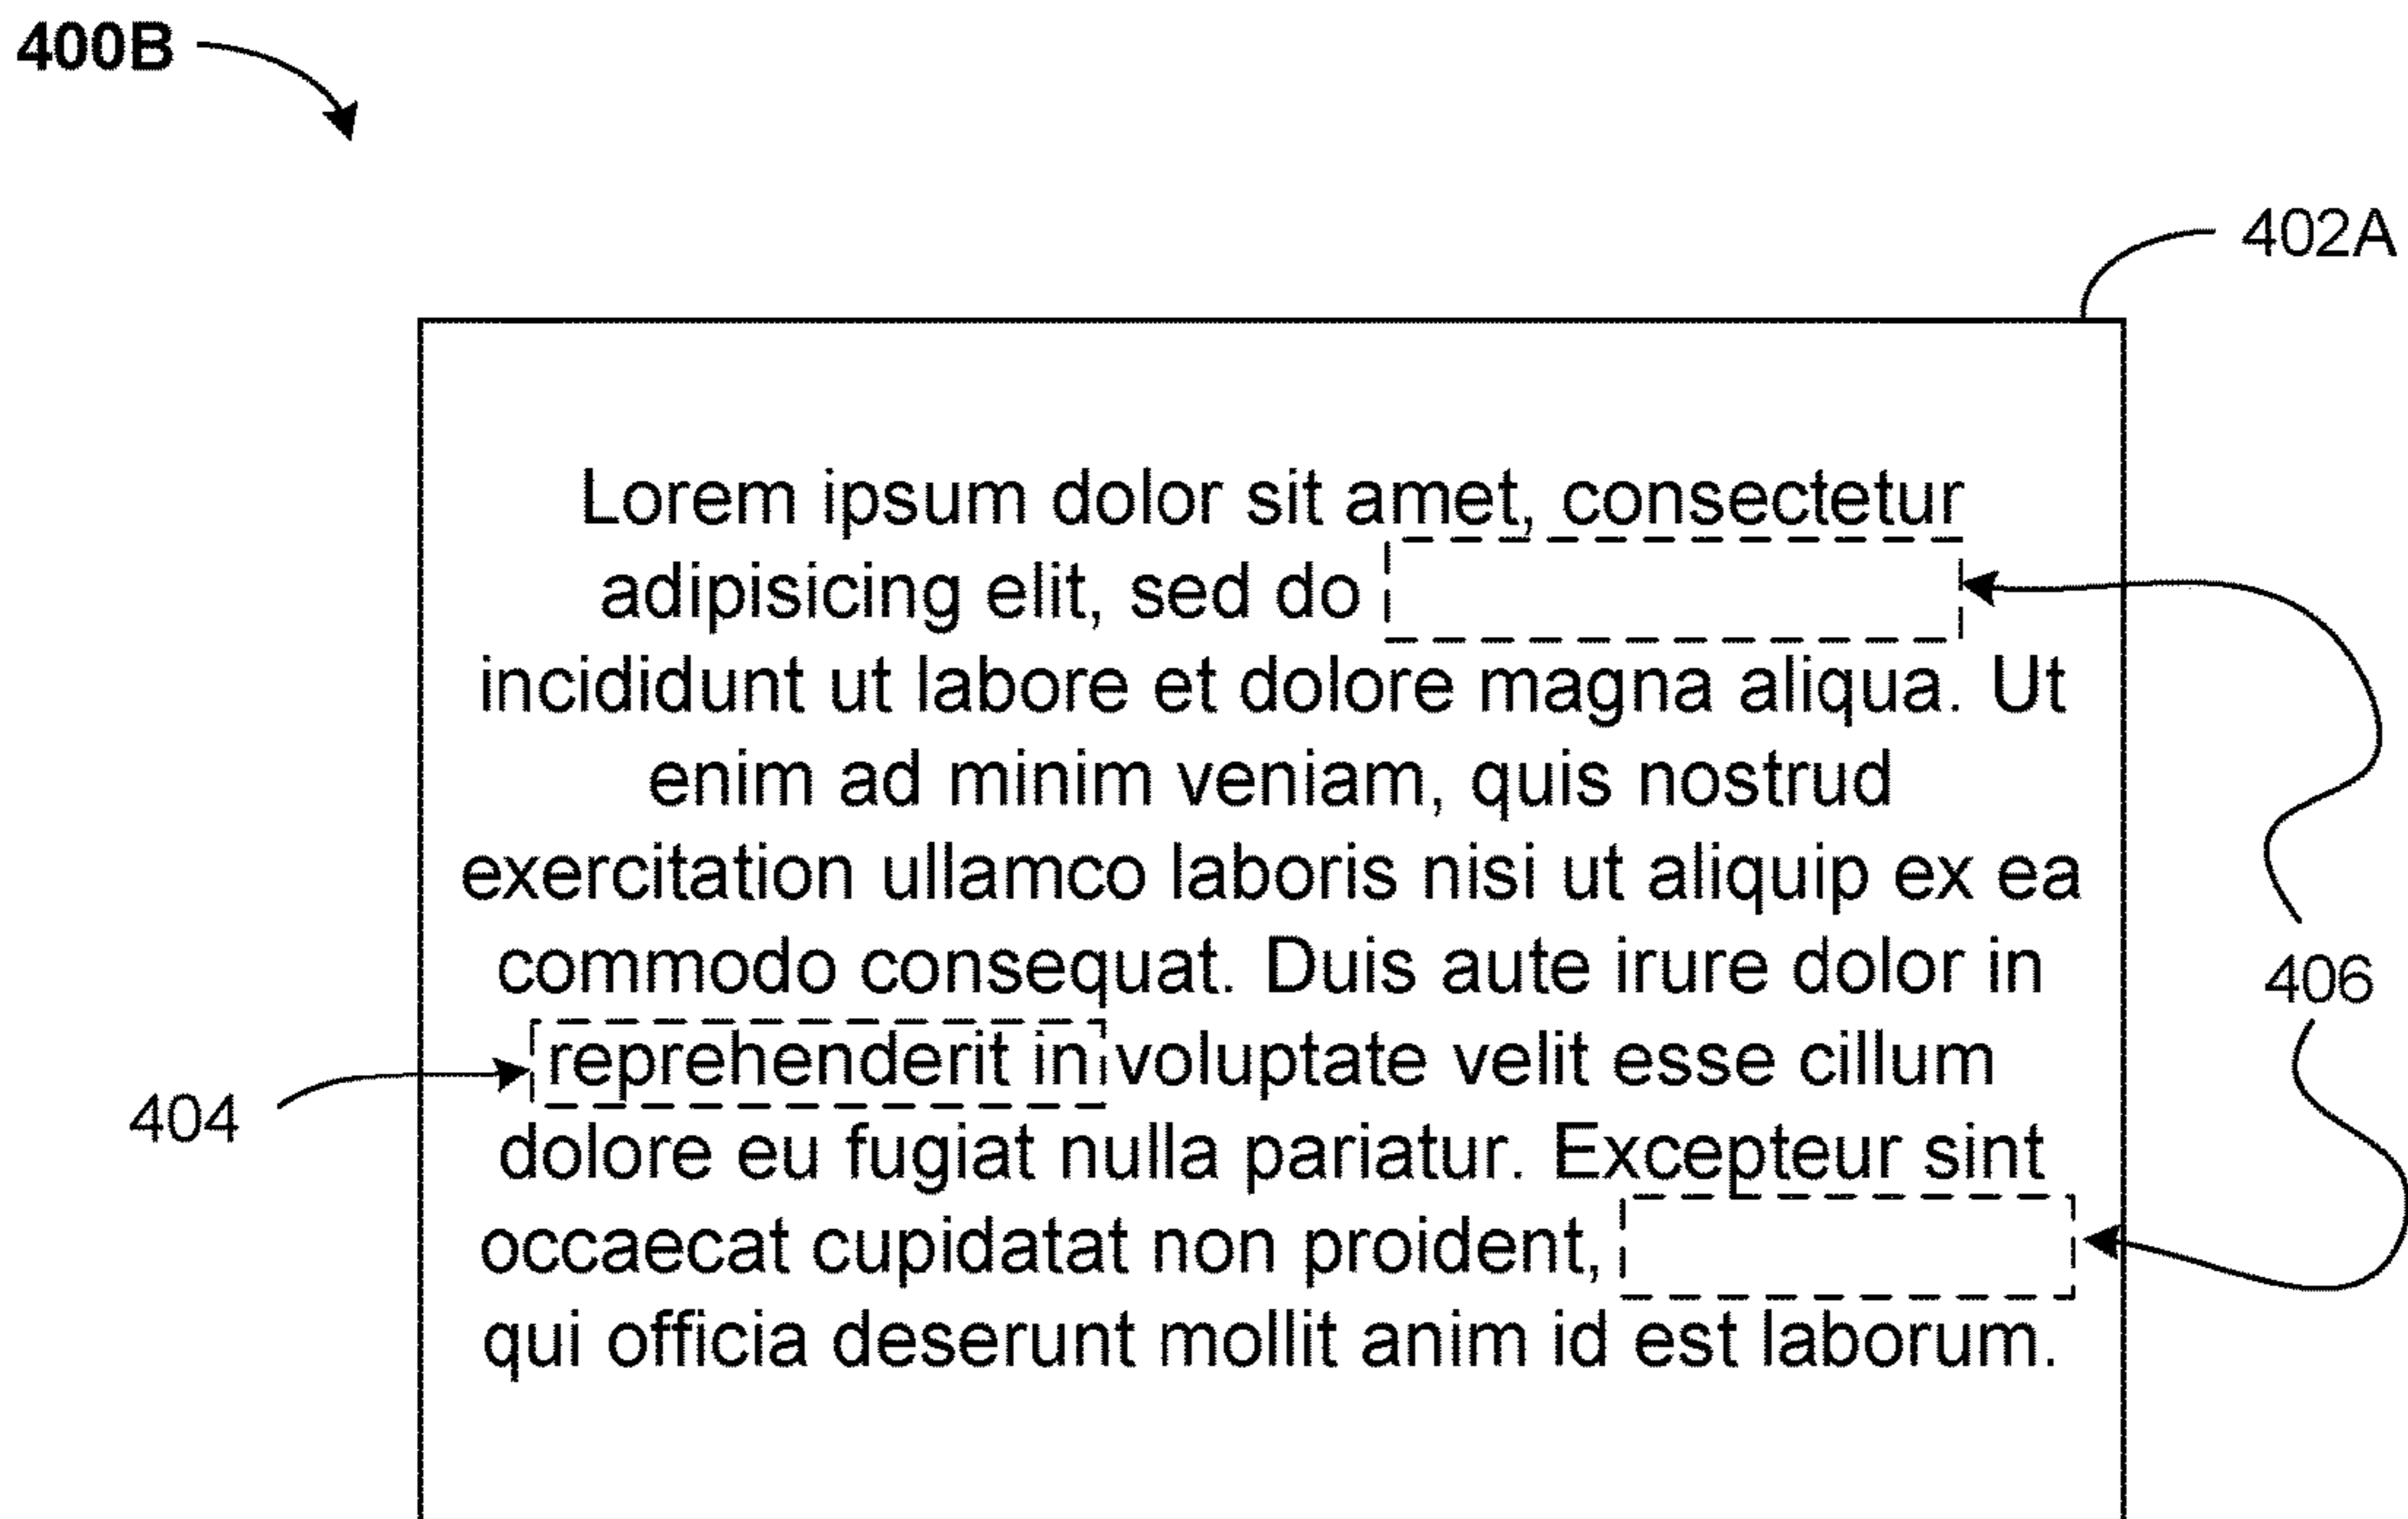 400B
402A
Lorem ipsum dolor sit amet, consectetur
adipisicing elit, sed do
incididunt ut labore et dolore magna aliqua. Ut
enim ad minim veniam, quis nostrud
exercitation ullamco laboris nisi ut aliquip ex ea
commodo consequat. Duis aute irure dolor in
406
reprehenderit in voluptate velit esse cillum
404
dolore eu fugiat nulla pariatur. Excepteur sint
occaecat cupidatat non proident,
qui officia deserunt mollit anim id est laborum.